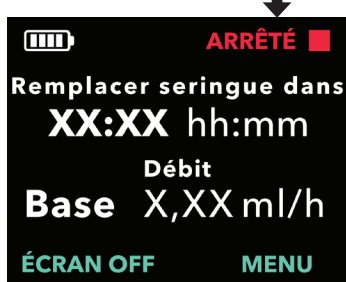 ARRÊTÉ
Remplacer seringue dans
XX:XX hh:mm
Débit
Base X,XX ml/h
ÉCRAN OFF MENU